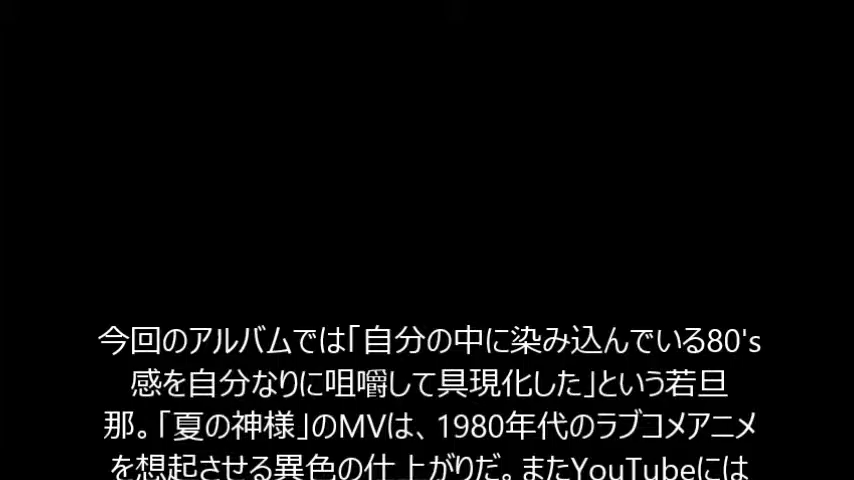 今回のアルバムでは「自分の中に染み込んでいる80's
感を自分なりに咀嚼して具現化した」という若旦
那。「夏の神様」のMVは、1980年代のラブコメアニメ
を想起させる異色の仕上がりだ。またYouTubeには